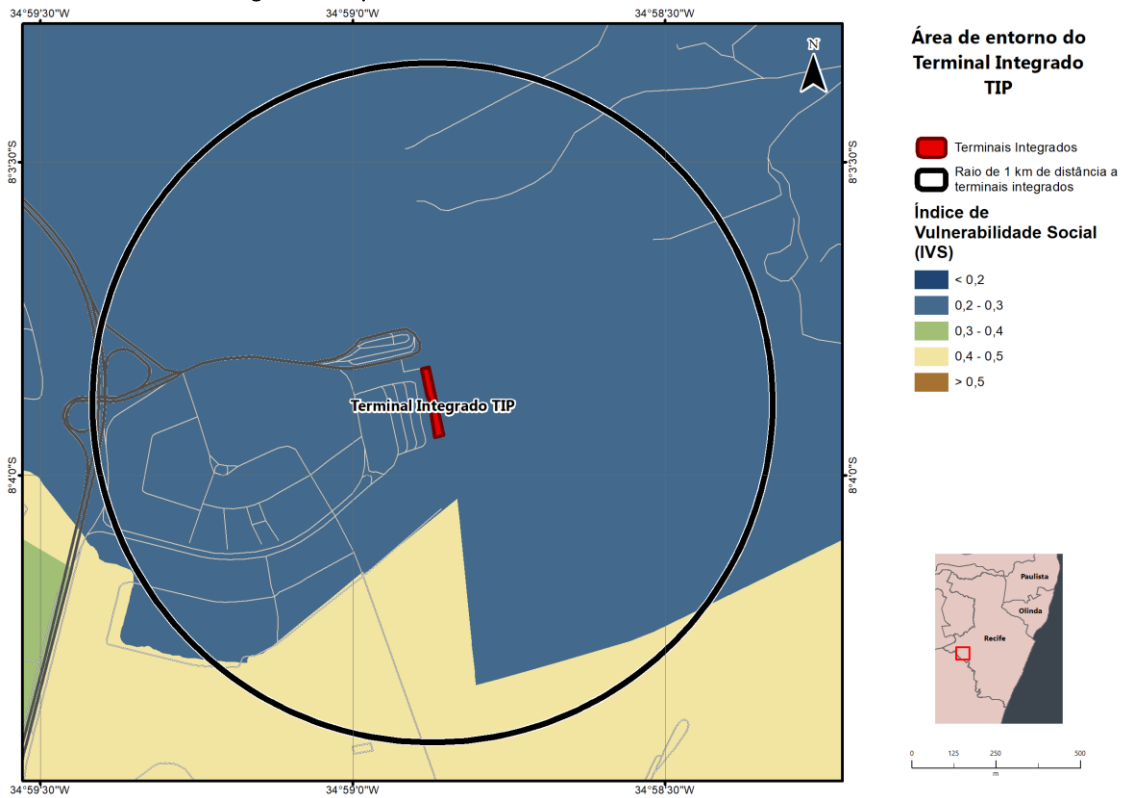 34°59'30"W 34°59'0"W 34°58'30"W
N
8°3'30"S 8°3'30"S
Terminal Integrado TIP
8°4'0"S 8°4'0"S
34°59'30"W 34°59'0"W 34°58'30"W
Área de entorno do
Terminal Integrado
TIP
Terminais Integrados
Raio de 1 km de distância a
terminais integrados
Índice de
Vulnerabilidade Social
(IVS)
< 0,2
0,2 - 0,3
0,3 - 0,4
0,4 - 0,5
> 0,5
Paulista
Olinda
Recife
0 125 250 500
m